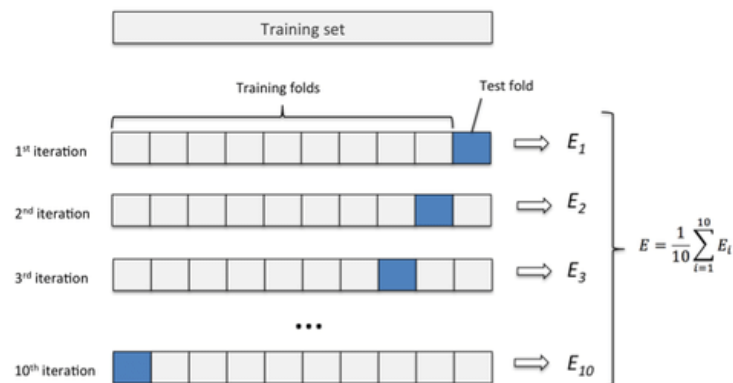 Training set
Training folds
Test fold
1st iteration
E1
2nd iteration
E2
3rd iteration
E3
E = 1/10 ∑_{i=1}^{10} Ei
...
10th iteration
E10